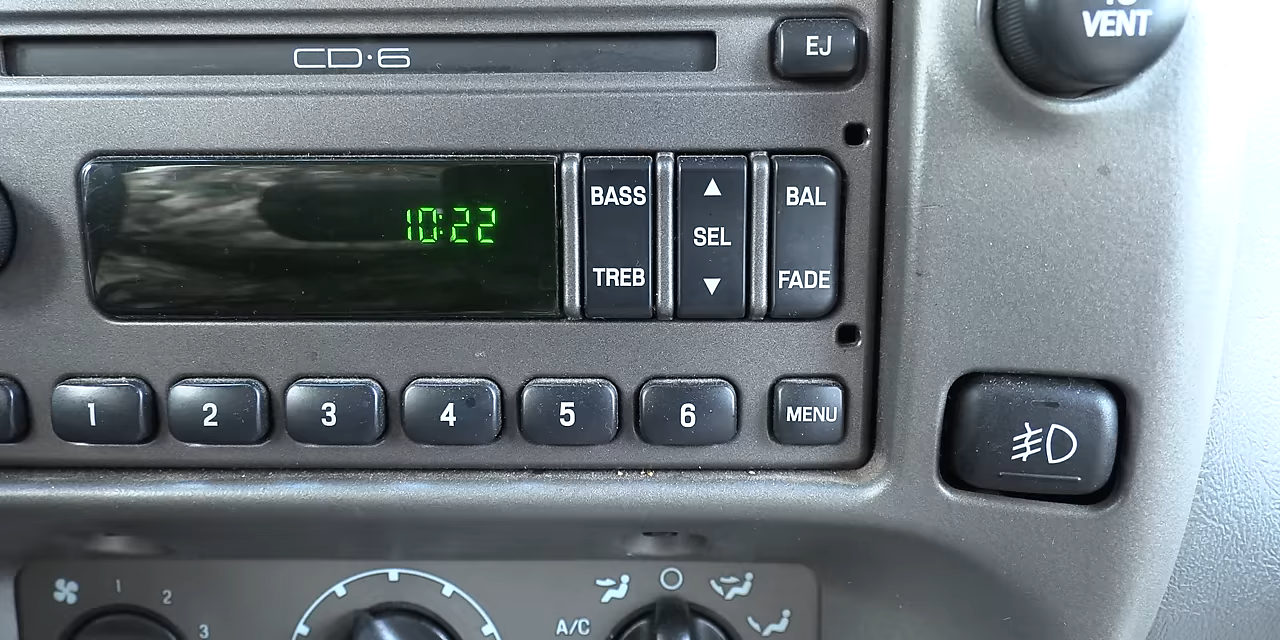 CD·6
EJ
VENT
10:22
BASS
TREB
▲
SEL
▼
BAL
FADE
1
2
3
4
5
6
MENU
1
2
3
A/C